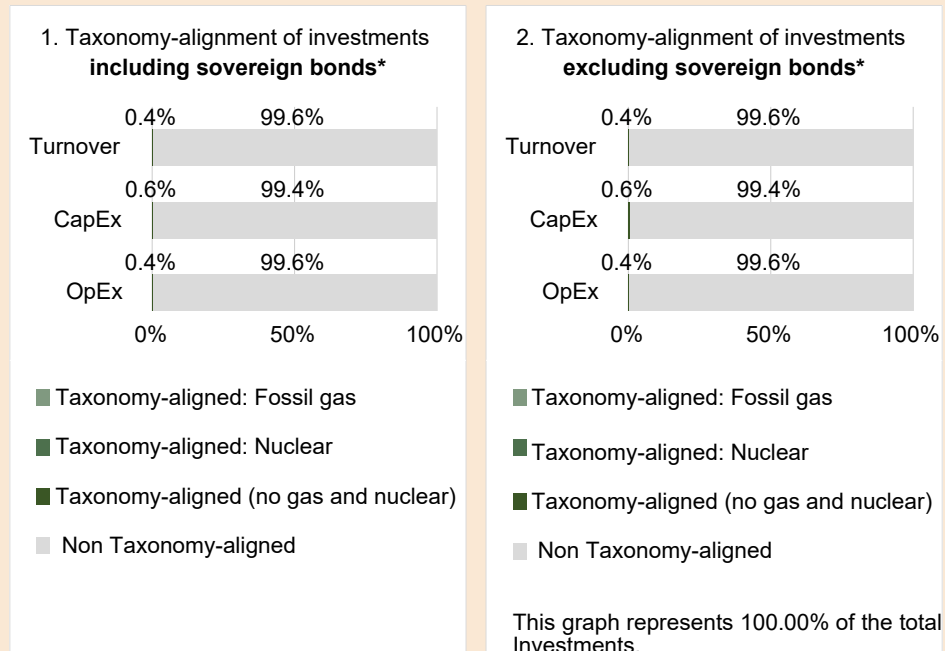 1. Taxonomy-alignment of investments
including sovereign bonds*
0.4% 99.6%
Turnover
0.6% 99.4%
CapEx
0.4% 99.6%
OpEx
0% 50% 100%
Taxonomy-aligned: Fossil gas
Taxonomy-aligned: Nuclear
Taxonomy-aligned (no gas and nuclear)
Non Taxonomy-aligned
2. Taxonomy-alignment of investments
excluding sovereign bonds*
0.4% 99.6%
Turnover
0.6% 99.4%
CapEx
0.4% 99.6%
OpEx
0% 50% 100%
Taxonomy-aligned: Fossil gas
Taxonomy-aligned: Nuclear
Taxonomy-aligned (no gas and nuclear)
Non Taxonomy-aligned
This graph represents 100.00% of the total
Investments.